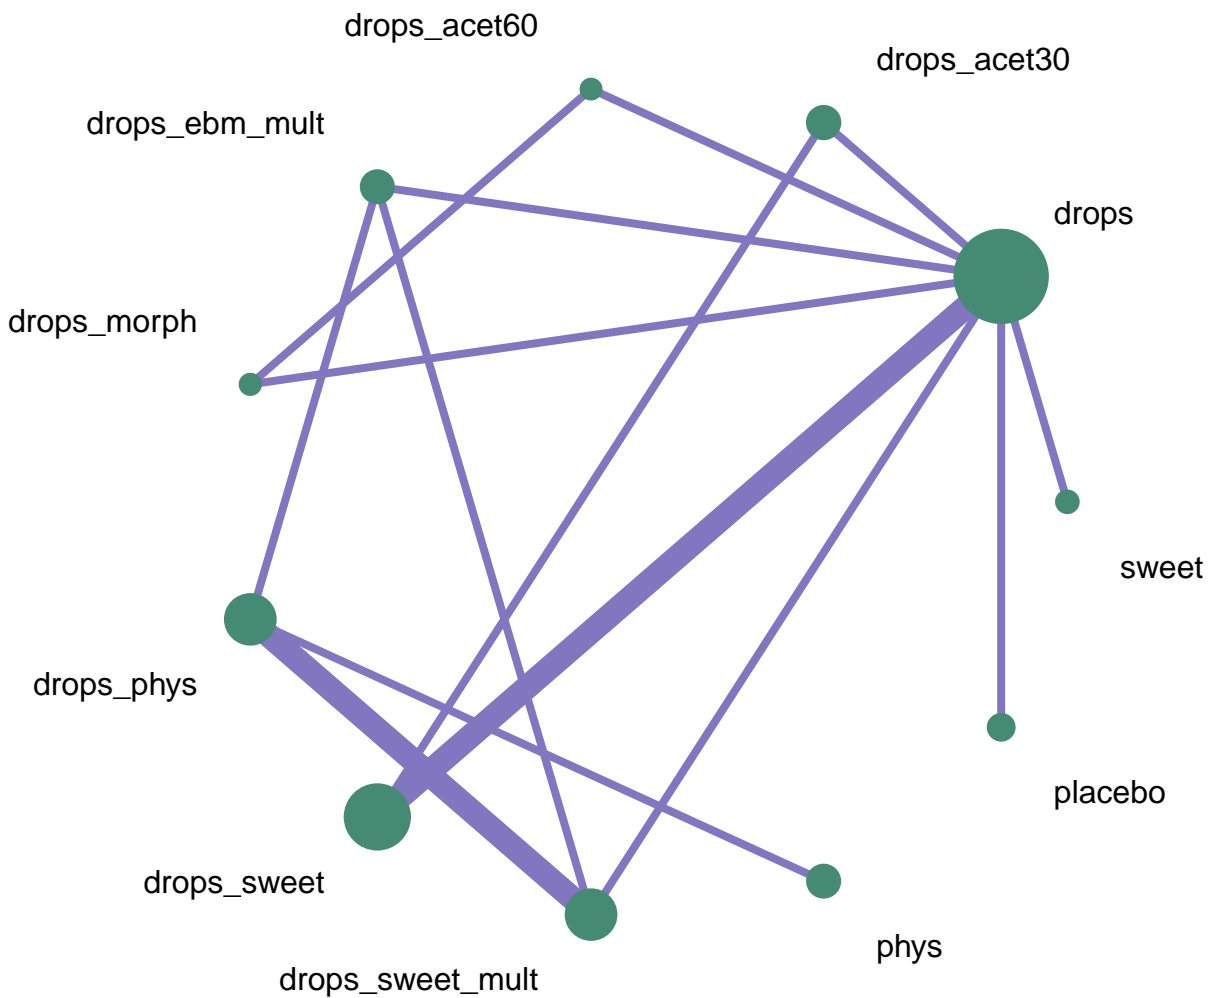 drops_acet60
drops_acet30
drops_ebm_mult
drops
drops_morph
sweet
drops_phys
placebo
drops_sweet
phys
drops_sweet_mult